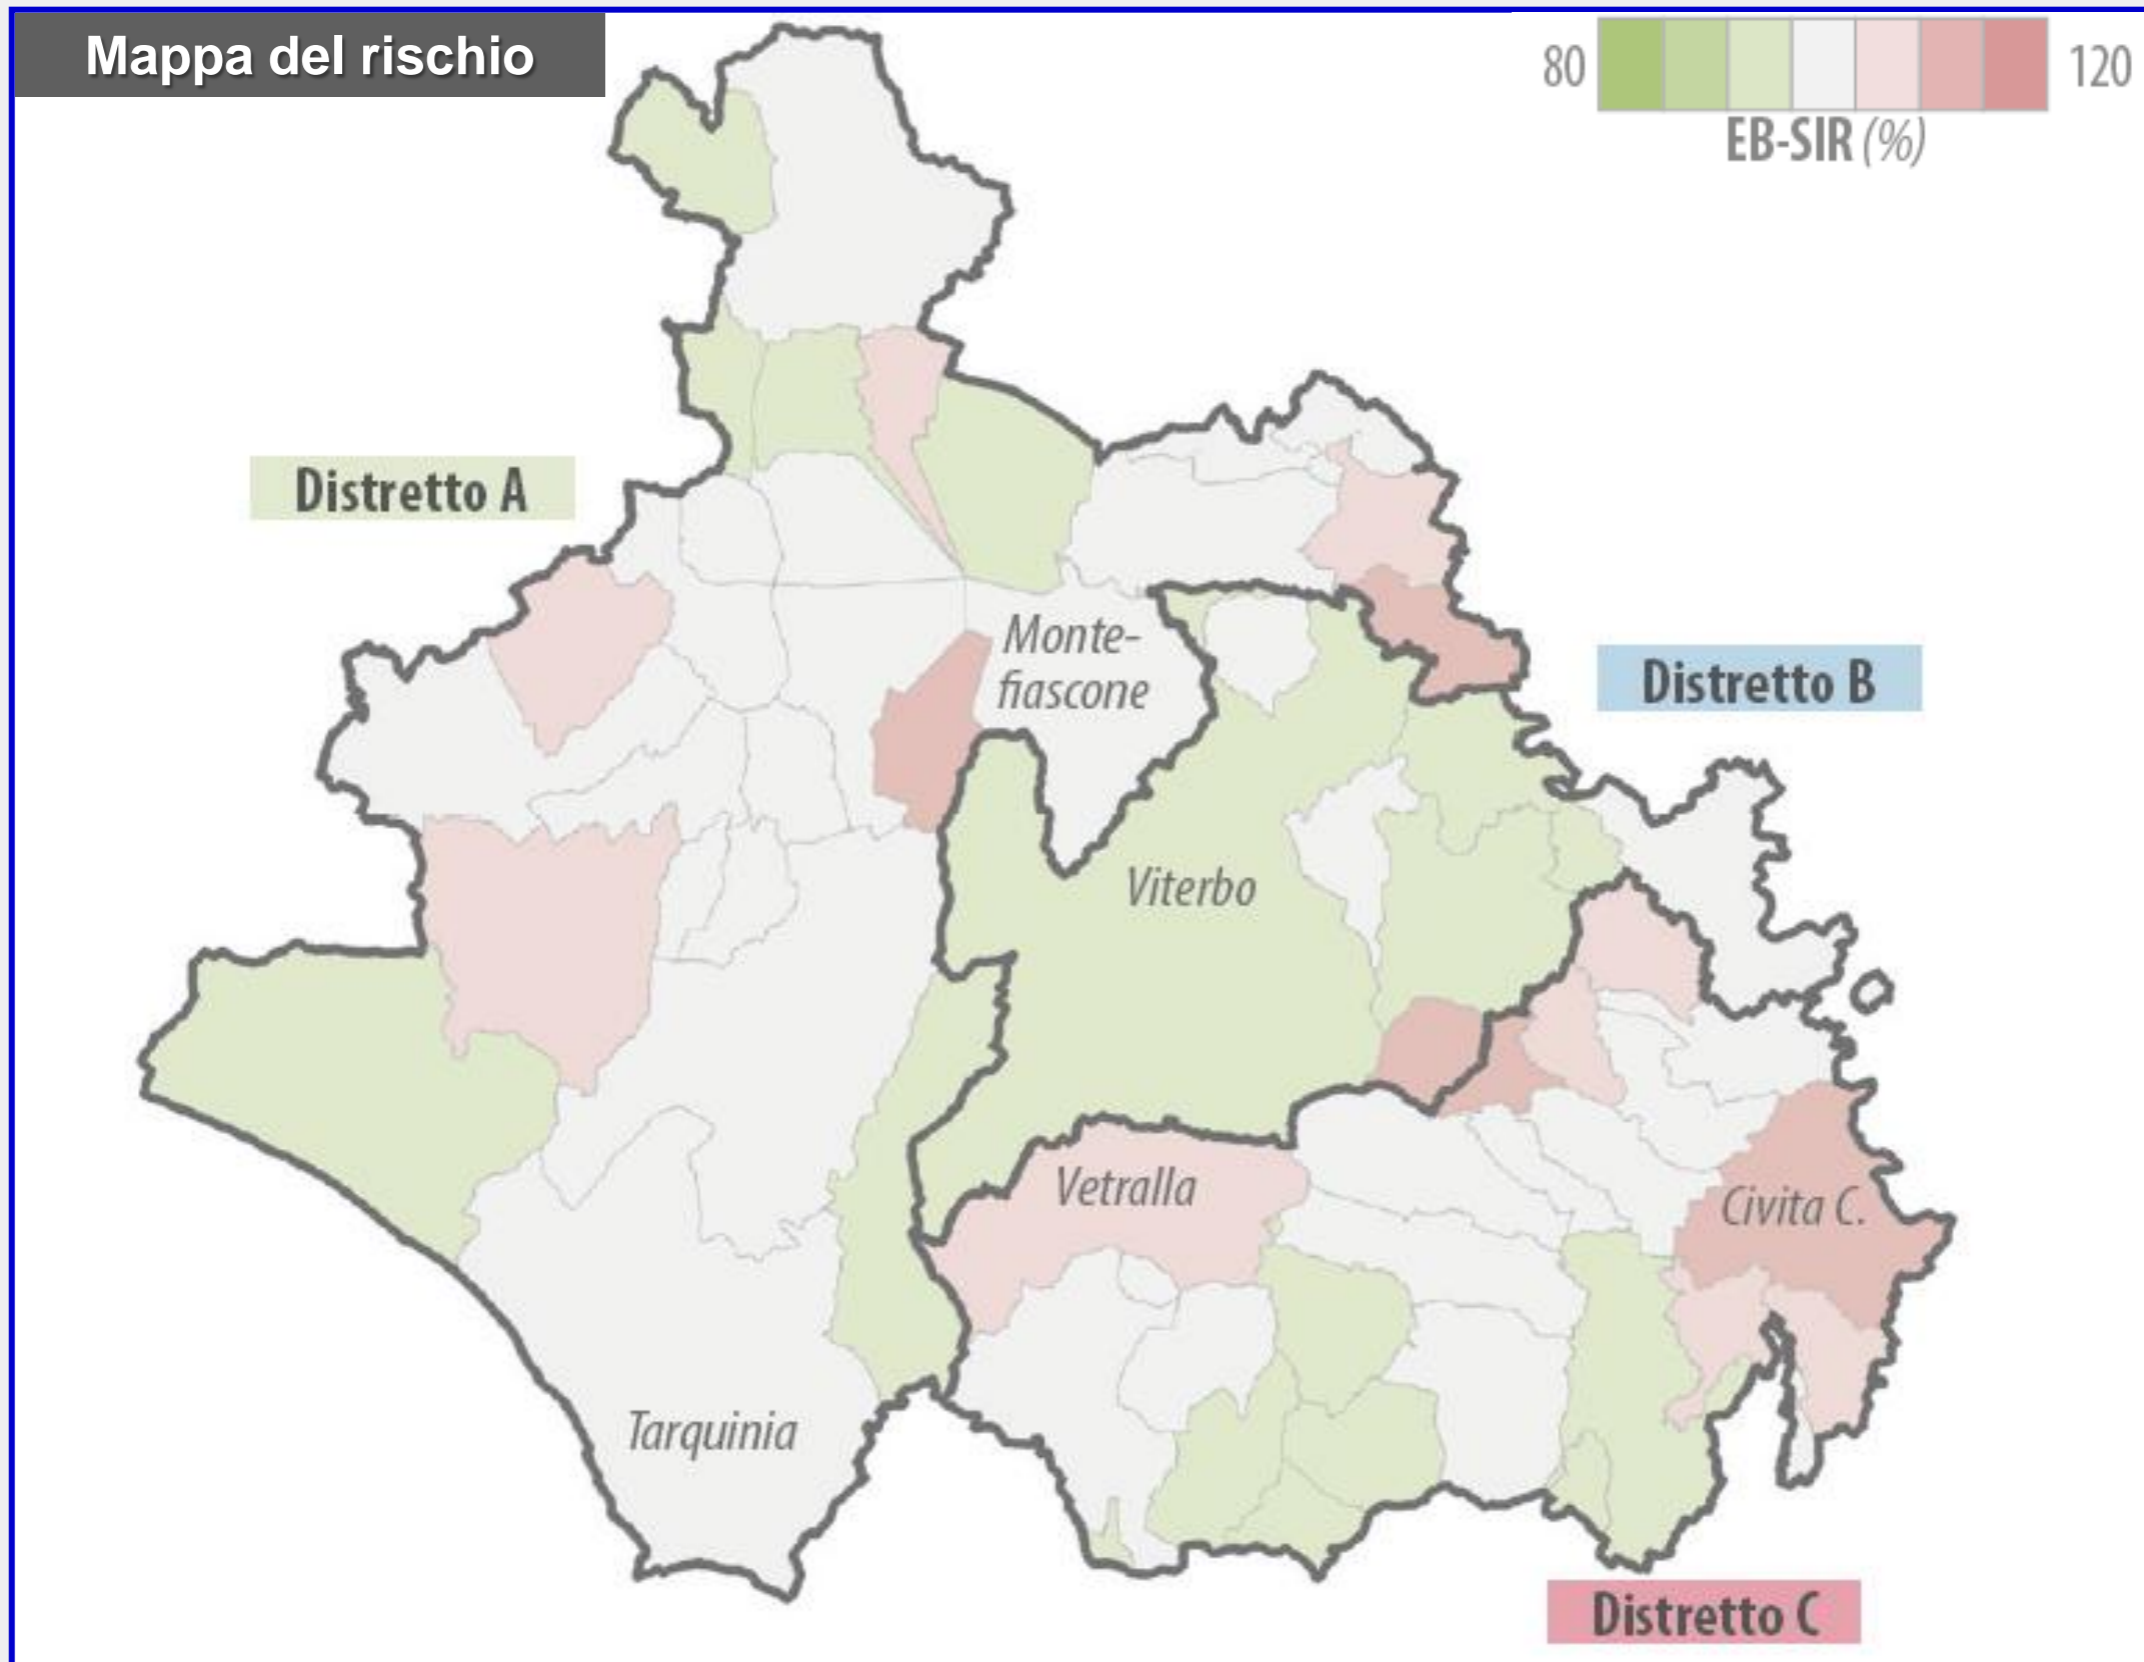 Mappa del rischio
80
120
EB-SIR (%)
Distretto A
Monte-
fiascone
Distretto B
Viterbo
Vetralla
Civita C.
Tarquinia
Distretto C